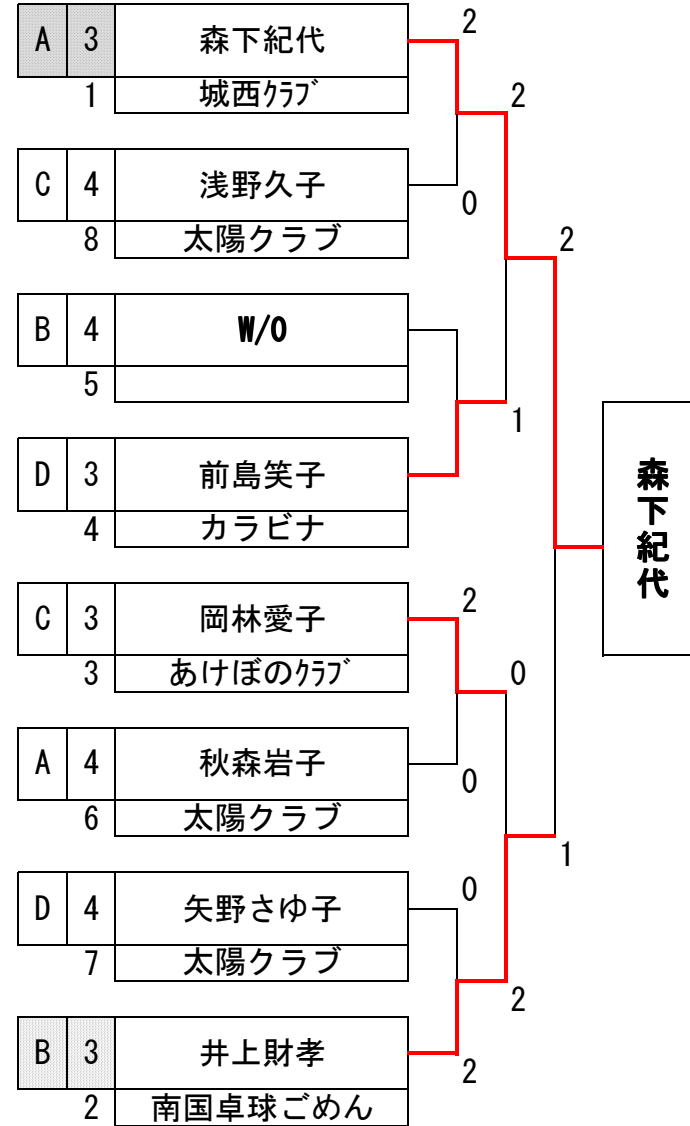 A 3 森下紀代 2
1 城西ｸﾗﾌﾞ 2
C 4 浅野久子 0
8 太陽クラブ 2
B 4 W/O
5 1
D 3 前島笑子
4 カラビナ
森下紀代
C 3 岡林愛子 2
3 あけぼのｸﾗﾌﾞ 0
A 4 秋森岩子 0
6 太陽クラブ 1
D 4 矢野さゆ子 0
7 太陽クラブ 2
B 3 井上財孝 2
2 南国卓球ごめん